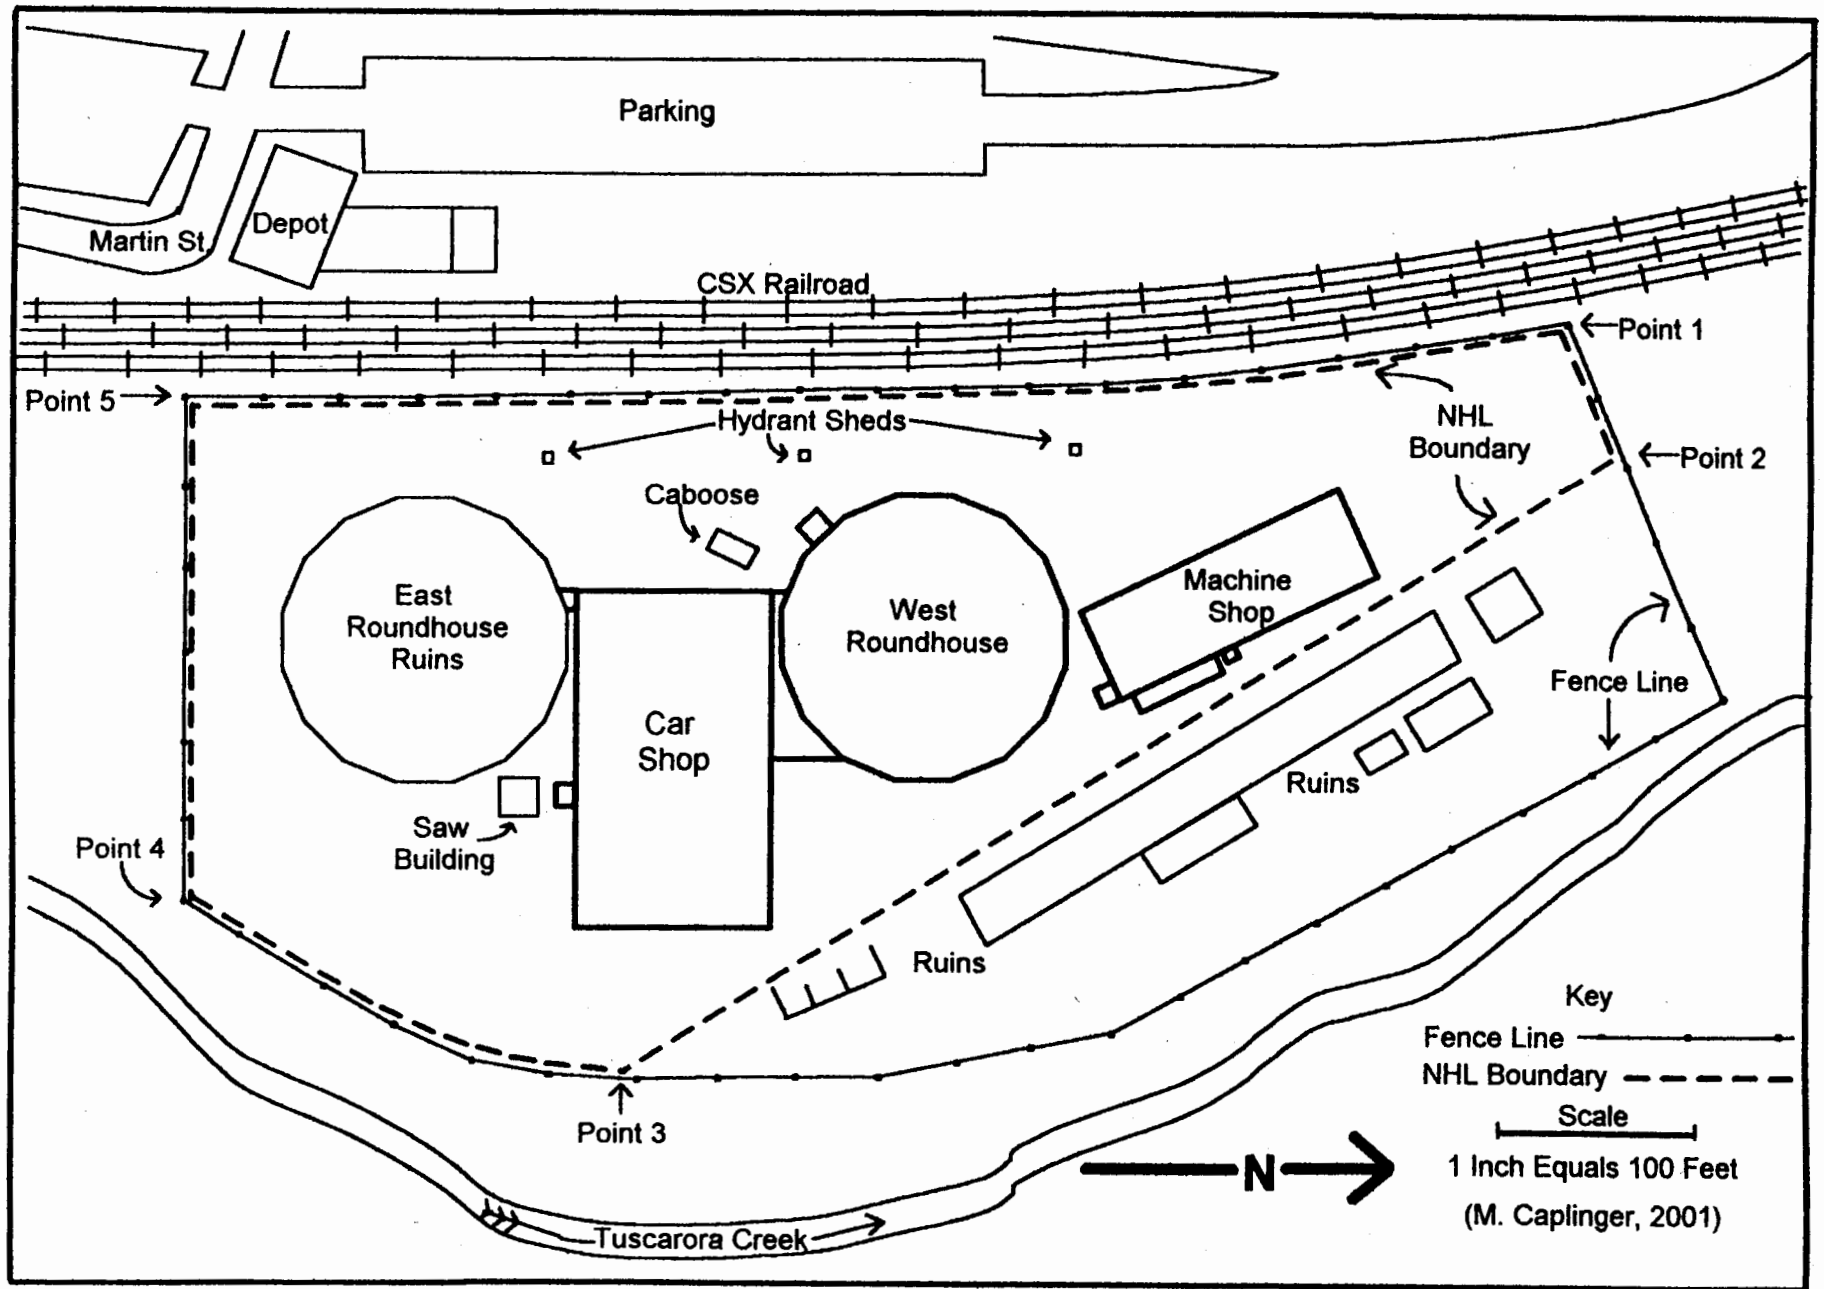 Parking
Depot
Martin St.
CSX Railroad
Point 1
Point 5
Hydrant Sheds
NHL
Boundary
Point 2
Caboose
East
Roundhouse
Ruins
West
Roundhouse
Machine
Shop
Fence Line
Car
Shop
Ruins
Saw
Building
Point 4
Ruins
Key
Fence Line
NHL Boundary
Scale
Point 3
N
1 Inch Equals 100 Feet
(M. Caplinger, 2001)
Tuscarora Creek